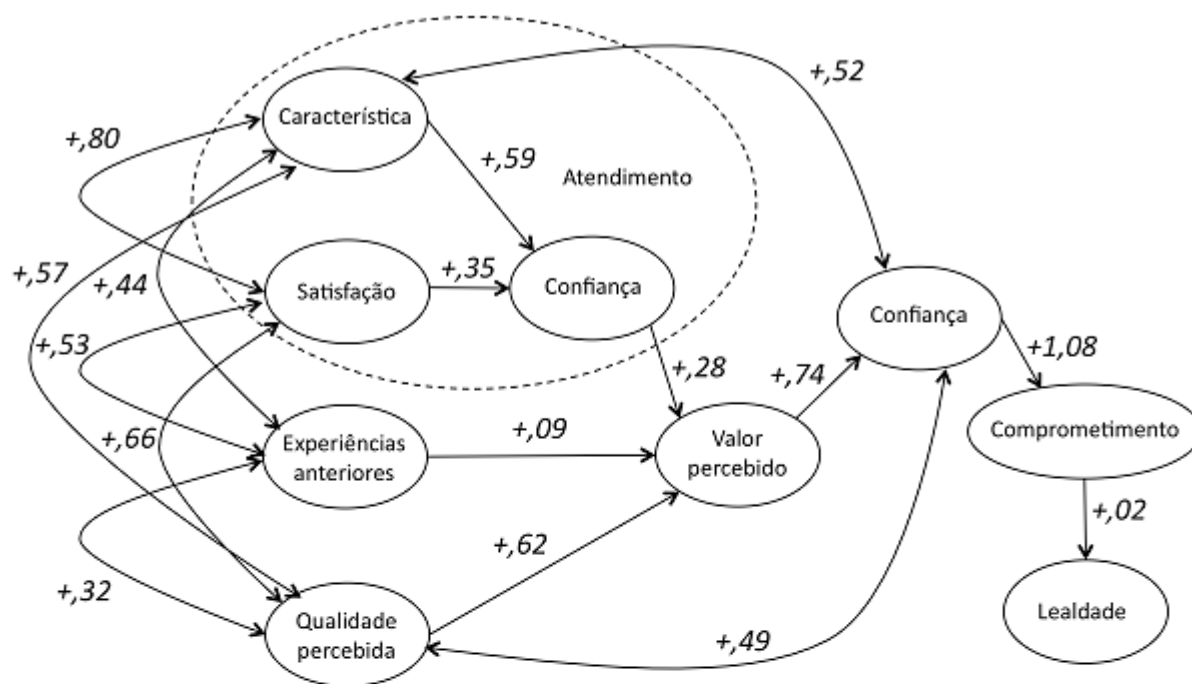 +,52
Característica
+,80
+,59
Atendimento
+,57
+,44
Satisfação
+,35
Confiança
Confiança
+,53
+,28
+,74
+1,08
+,66
Experiências
anteriores
+,09
Valor
percebido
Comprometimento
+,62
+,02
+,32
Qualidade
percebida
+,49
Lealdade